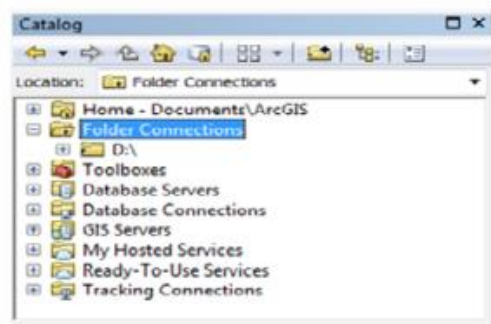 Catalog
Location: Folder Connections
Home - Documents\ArcGIS
Folder Connections
D:\
Toolboxes
Database Servers
Database Connections
GIS Servers
My Hosted Services
Ready-To-Use Services
Tracking Connections